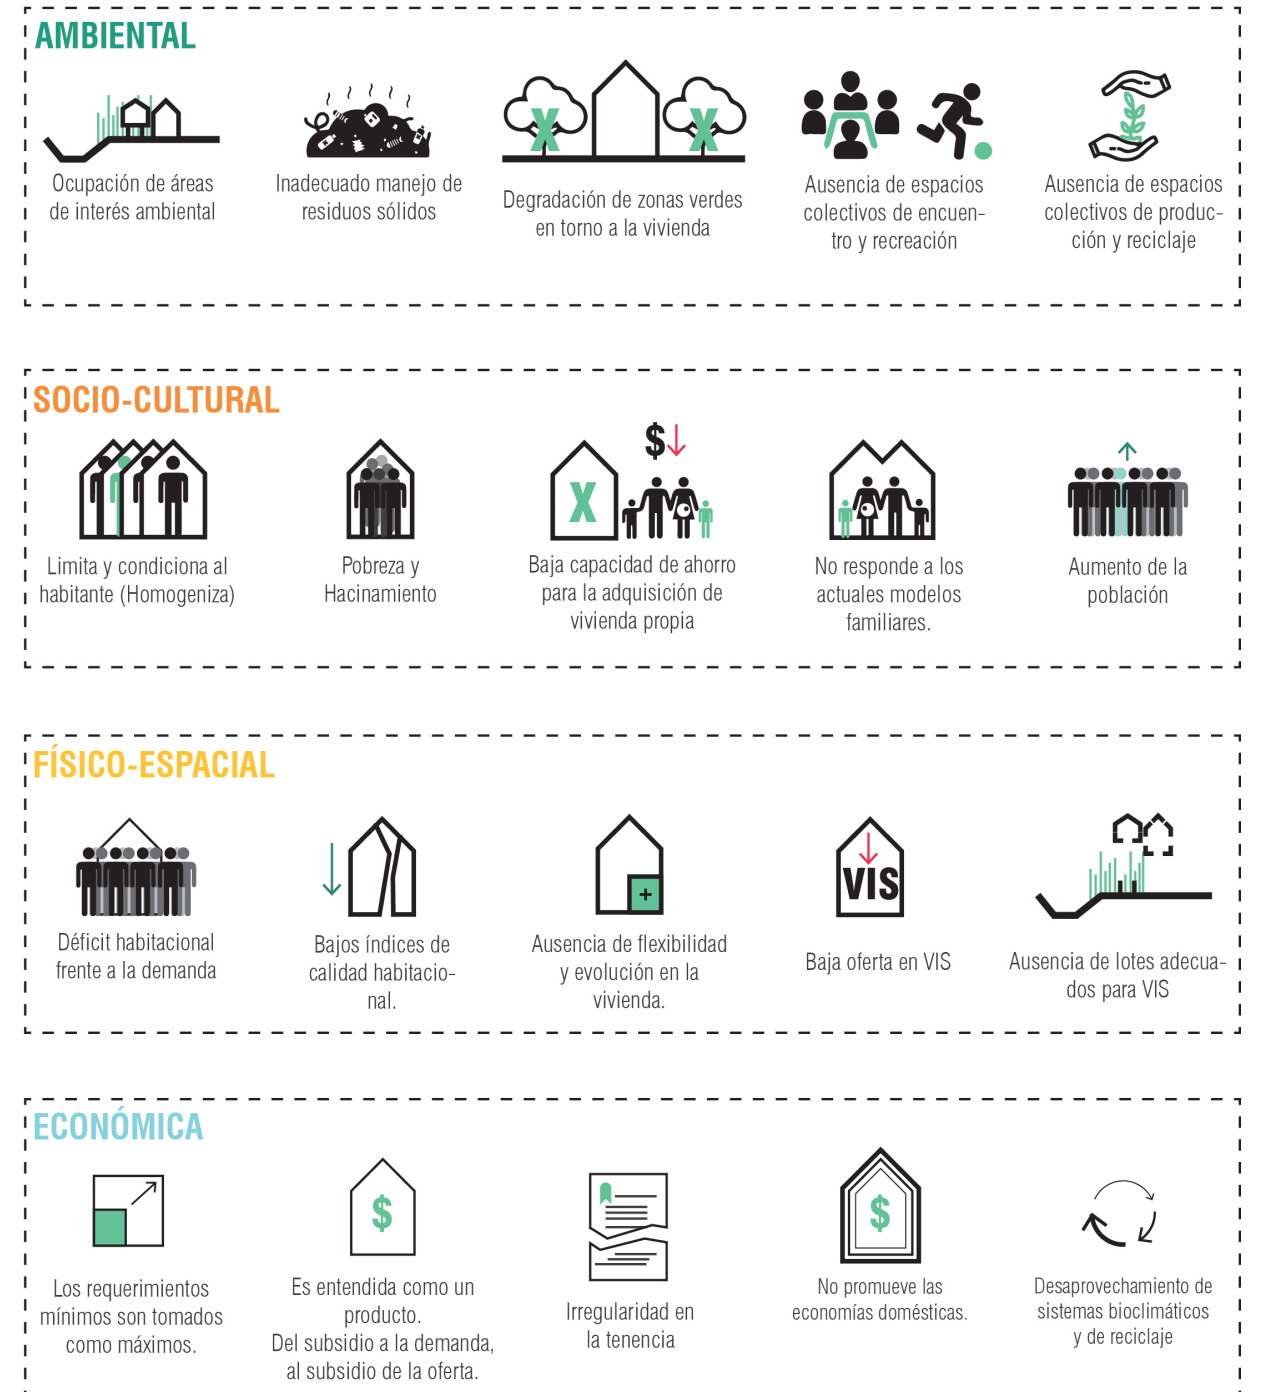 AMBIENTAL
X
X
Ocupación de áreas
de interés ambiental
Inadecuado manejo de
residuos sólidos
Degradación de zonas verdes
en torno a la vivienda
Ausencia de espacios
colectivos de encuen-
tro y recreación
Ausencia de espacios
colectivos de produc-
ción y reciclaje
SOCIO-CULTURAL
$
X
Limita y condiciona al
habitante (Homogeniza)
Pobreza y
Hacinamiento
Baja capacidad de ahorro
para la adquisición de
vivienda propia
No responde a los
actuales modelos
familiares.
Aumento de la
población
FÍSICO-ESPACIAL
+
VIS
Déficit habitacional
frente a la demanda
Bajos índices de
calidad habitacio-
nal.
Ausencia de flexibilidad
y evolución en la
vivienda.
Baja oferta en VIS
Ausencia de lotes adecua-
dos para VIS
ECONÓMICA
$
$
Los requerimientos
mínimos son tomados
como máximos.
Es entendida como un
producto.
Del subsidio a la demanda,
al subsidio de la oferta.
Irregularidad en
la tenencia
No promueve las
economías domésticas.
Desaprovechamiento de
sistemas bioclimáticos
y de reciclaje